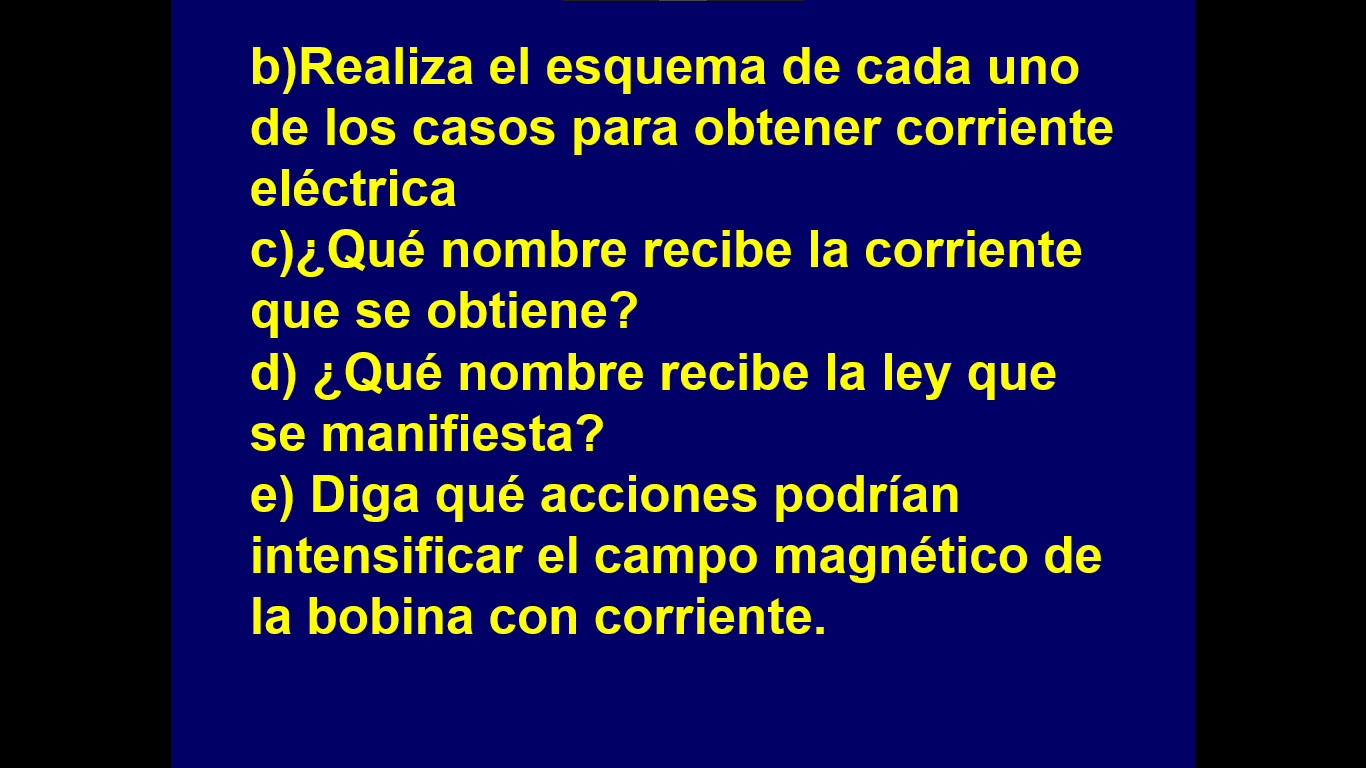 b)Realiza el esquema de cada uno
de los casos para obtener corriente
eléctrica
c)¿Qué nombre recibe la corriente
que se obtiene?
d) ¿Qué nombre recibe la ley que
se manifiesta?
e) Diga qué acciones podrían
intensificar el campo magnético de
la bobina con corriente.